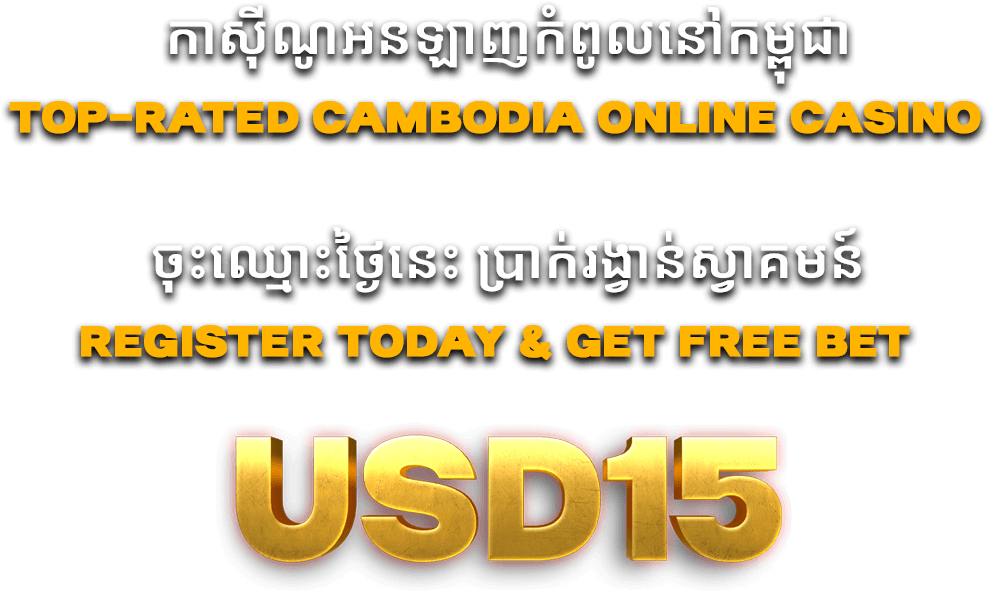 កាស៊ីណូអនឡាញកំពូលនៅកម្ពុជា
TOP-RATED CAMBODIA ONLINE CASINO
ចុះឈ្មោះថ្ងៃនេះ ប្រាក់រង្វាន់ស្វាគមន៍
REGISTER TODAY & GET FREE BET
USD15